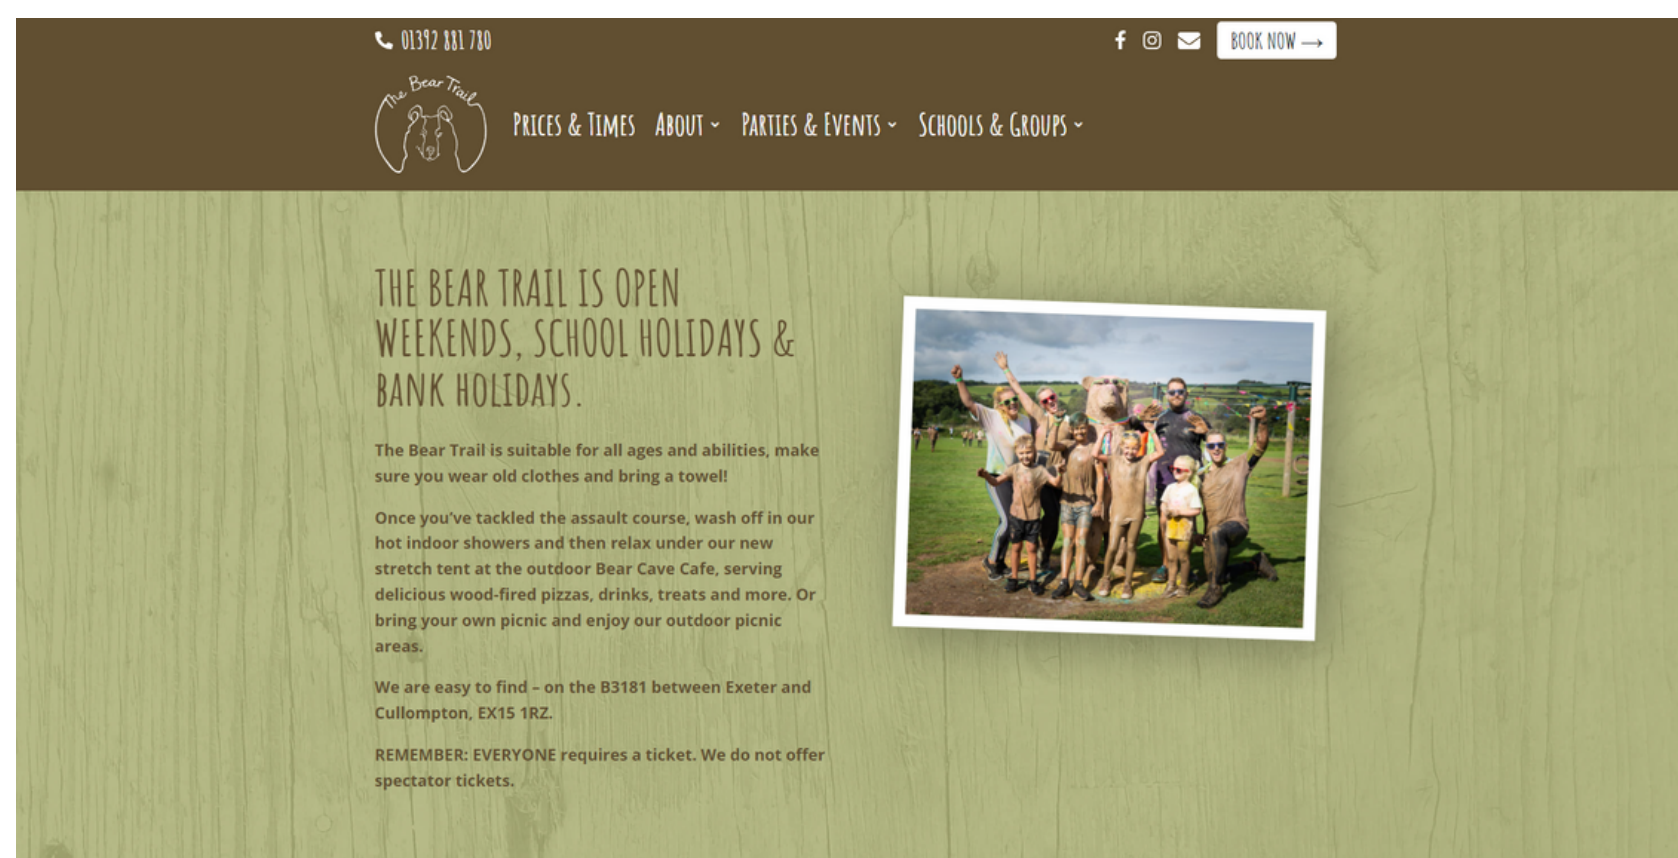 01392 881 780
BOOK NOW →
The Bear Trail
PRICES & TIMES
ABOUT
PARTIES & EVENTS
SCHOOLS & GROUPS
THE BEAR TRAIL IS OPEN
WEEKENDS, SCHOOL HOLIDAYS &
BANK HOLIDAYS.
The Bear Trail is suitable for all ages and abilities, make
sure you wear old clothes and bring a towel!
Once you've tackled the assault course, wash off in our
hot indoor showers and then relax under our new
stretch tent at the outdoor Bear Cave Cafe, serving
delicious wood-fired pizzas, drinks, treats and more. Or
bring your own picnic and enjoy our outdoor picnic
areas.
We are easy to find – on the B3181 between Exeter and
Cullompton, EX15 1RZ.
REMEMBER: EVERYONE requires a ticket. We do not offer
spectator tickets.